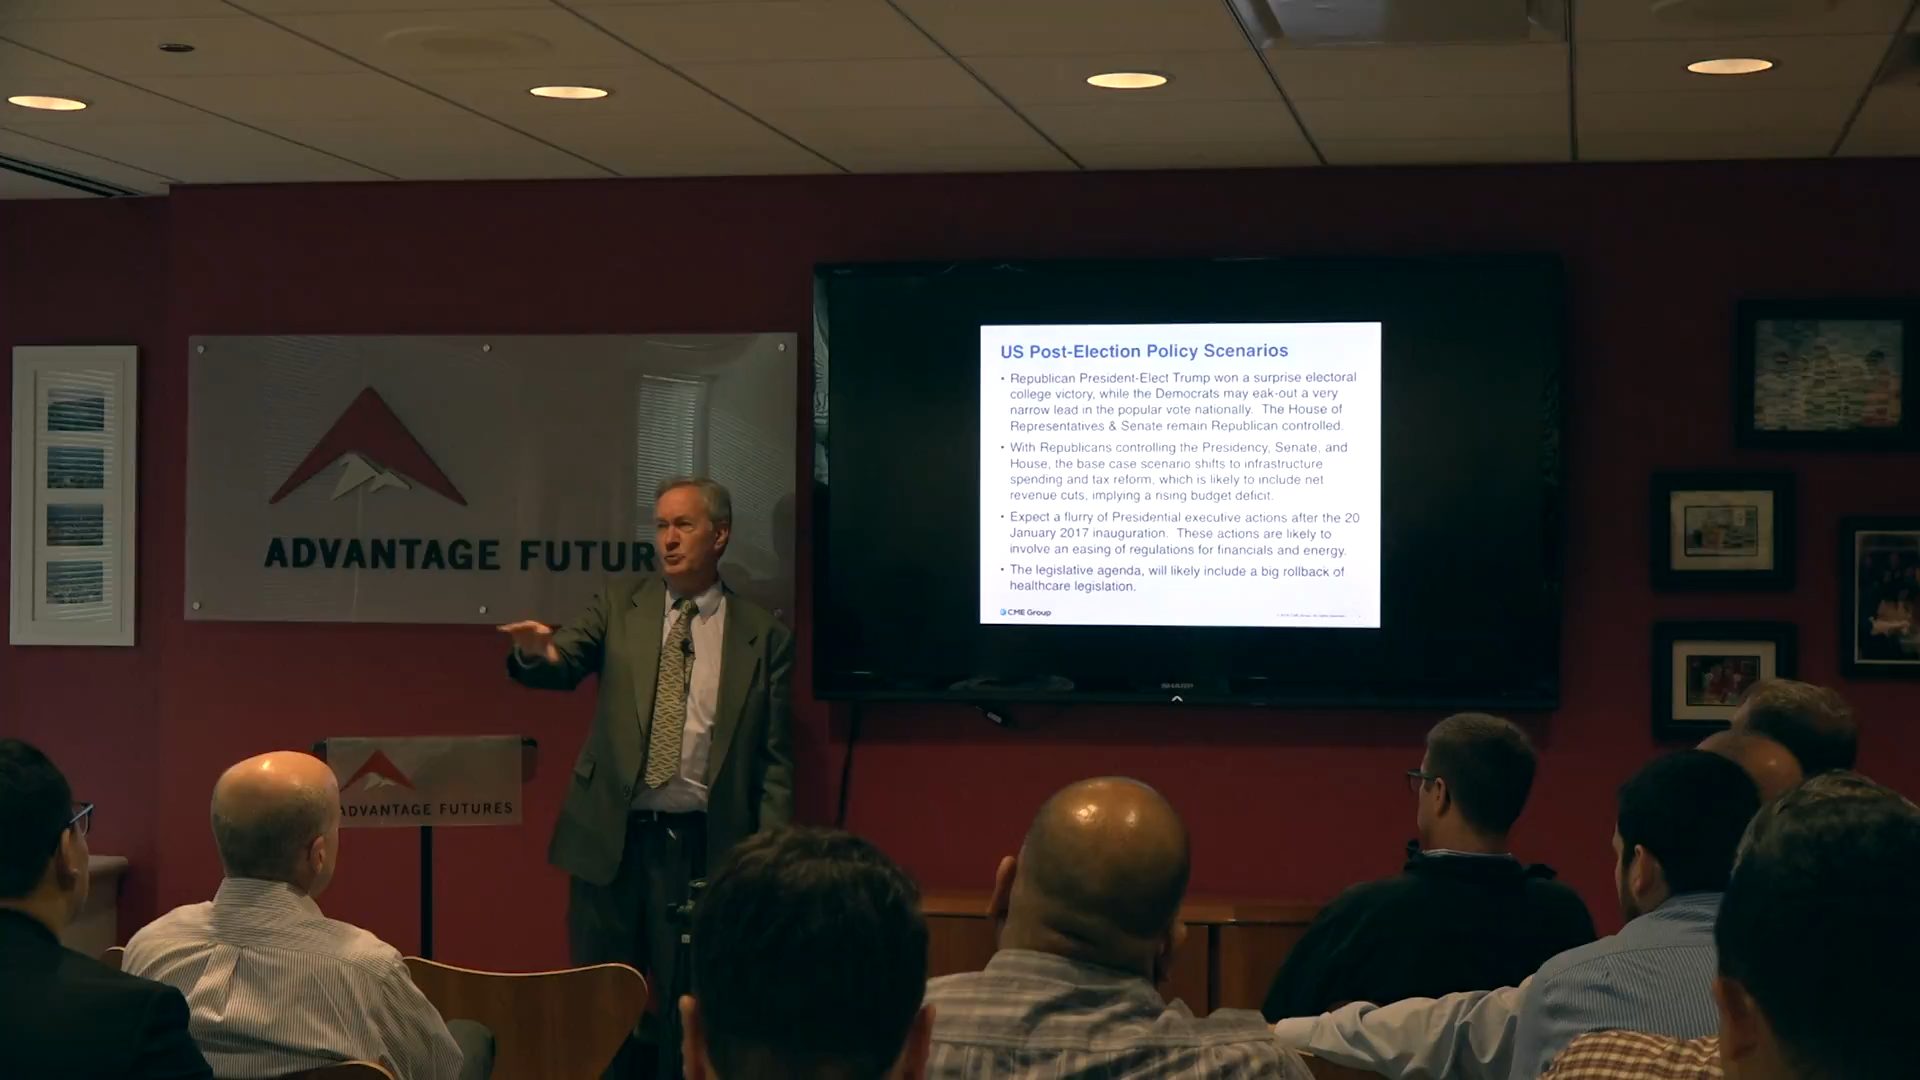 ADVANTAGE FUTUR
ADVANTAGE FUTURES
US Post-Election Policy Scenarios
• Republican President-Elect Trump won a surprise electoral
college victory, while the Democrats may eak-out a very
narrow lead in the popular vote nationally. The House of
Representatives & Senate remain Republican controlled.
• With Republicans controlling the Presidency, Senate, and
House, the base case scenario shifts to infrastructure
spending and tax reform, which is likely to include net
revenue cuts, implying a rising budget deficit.
• Expect a flurry of Presidential executive actions after the 20
January 2017 inauguration. These actions are likely to
involve an easing of regulations for financials and energy.
• The legislative agenda, will likely include a big rollback of
healthcare legislation.
CME Group
SHARP